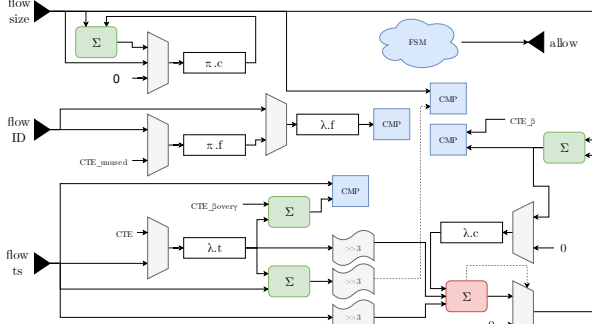 flow
size
Σ
0
π.c
FSM
allow
CMP
flow
ID
CTE_unused
π.f
λ.f
CMP
CMP
CTE_β
Σ
CMP
CTE_βoverγ
Σ
flow
ts
CTE
λ.t
>>3
Σ
>>3
>>3
λ.c
0
Σ
0